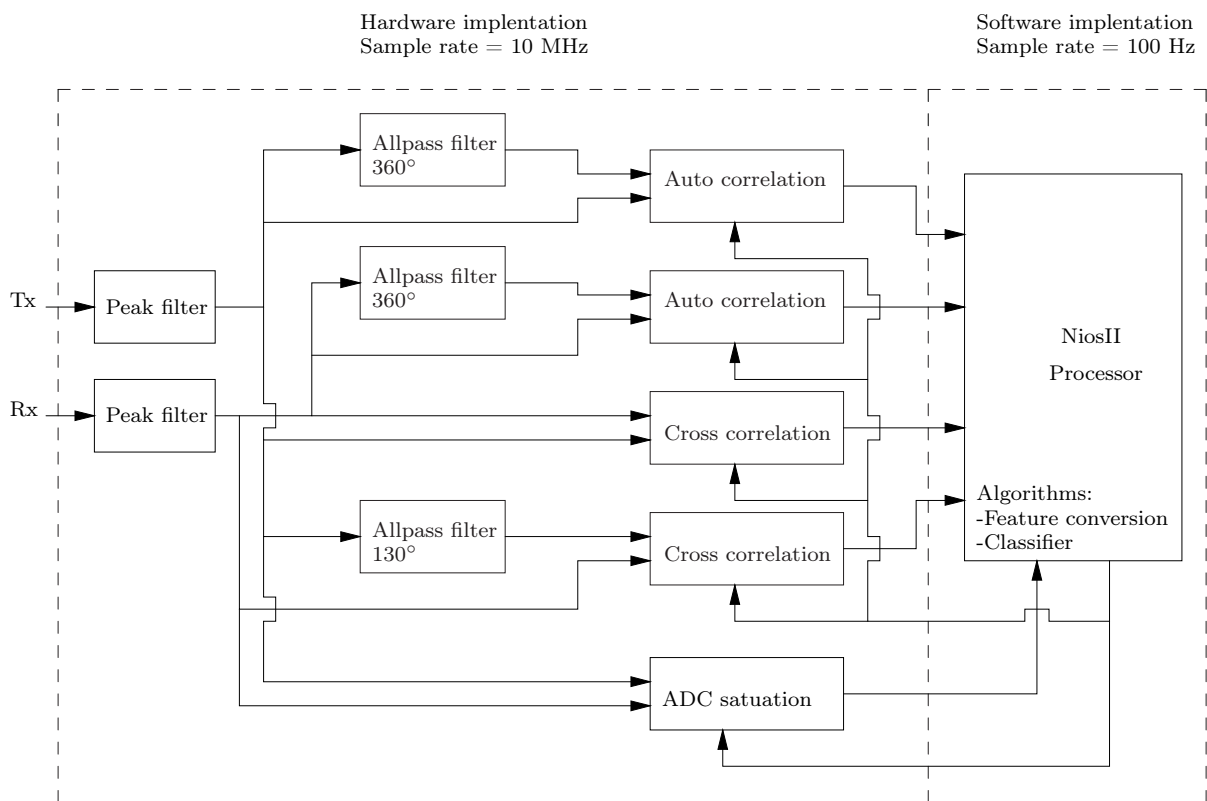 Hardware implentation
Sample rate = 10 MHz
Software implentation
Sample rate = 100 Hz
Allpass filter
360°
Auto correlation
Allpass filter
360°
Auto correlation
Tx
Peak filter
NiosII
Processor
Rx
Peak filter
Cross correlation
Algorithms:
-Feature conversion
-Classifier
Allpass filter
130°
Cross correlation
ADC satuation